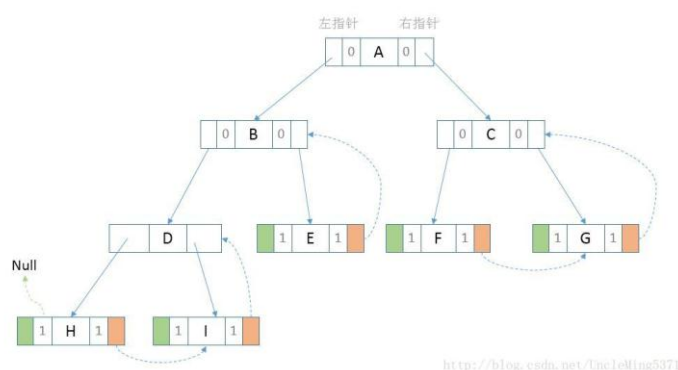 左指针 右指针
0 A 0
0 B 0
0 C 0
D
1 E 1
1 F 1
1 G 1
Null
1 H 1
1 I 1
http://blog.csdn.net/UncleMing5371